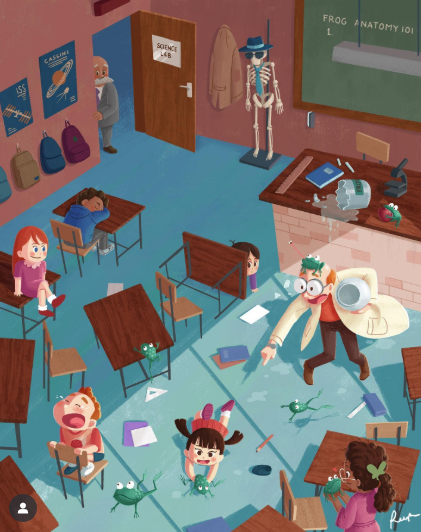 FROG ANATOMY 101
1.
SCIENCE
LAB
CASSINI
ISS